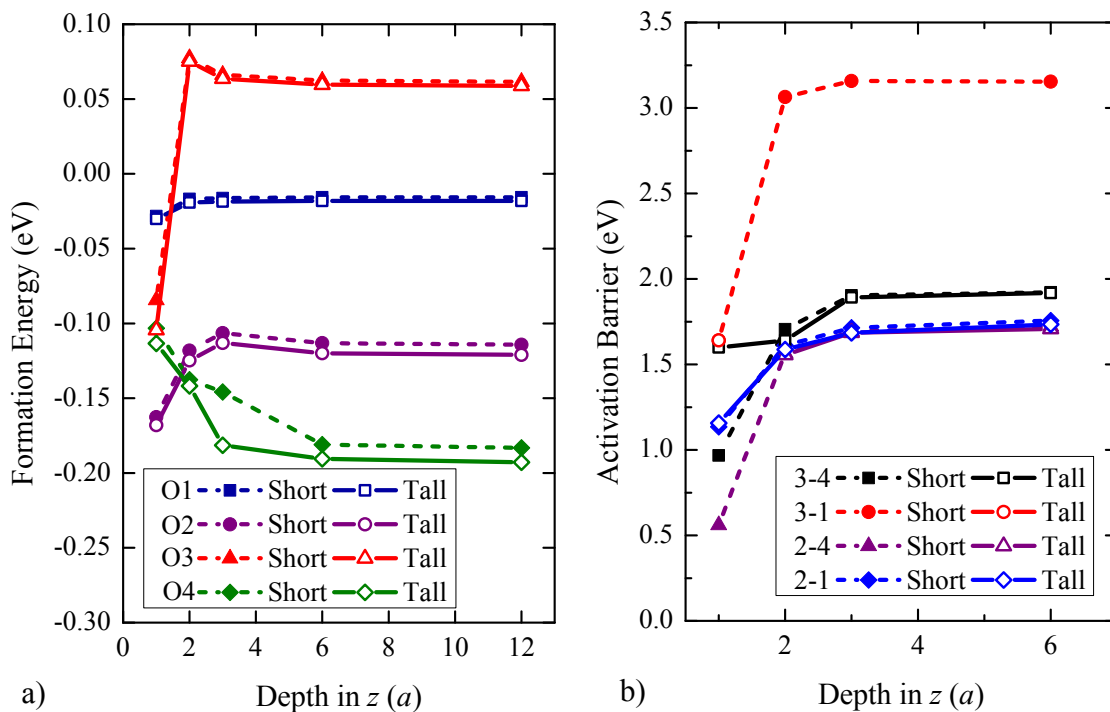 0.10
0.05
0.00
-0.05
-0.10
-0.15
-0.20
-0.25
-0.30
Formation Energy (eV)
O1 Short Tall
O2 Short Tall
O3 Short Tall
O4 Short Tall
0 2 4 6 8 10 12
Depth in z (a)
a)
3.5
3.0
2.5
2.0
1.5
1.0
0.5
0.0
Activation Barrier (eV)
3-4 Short Tall
3-1 Short Tall
2-4 Short Tall
2-1 Short Tall
2 4 6
Depth in z (a)
b)